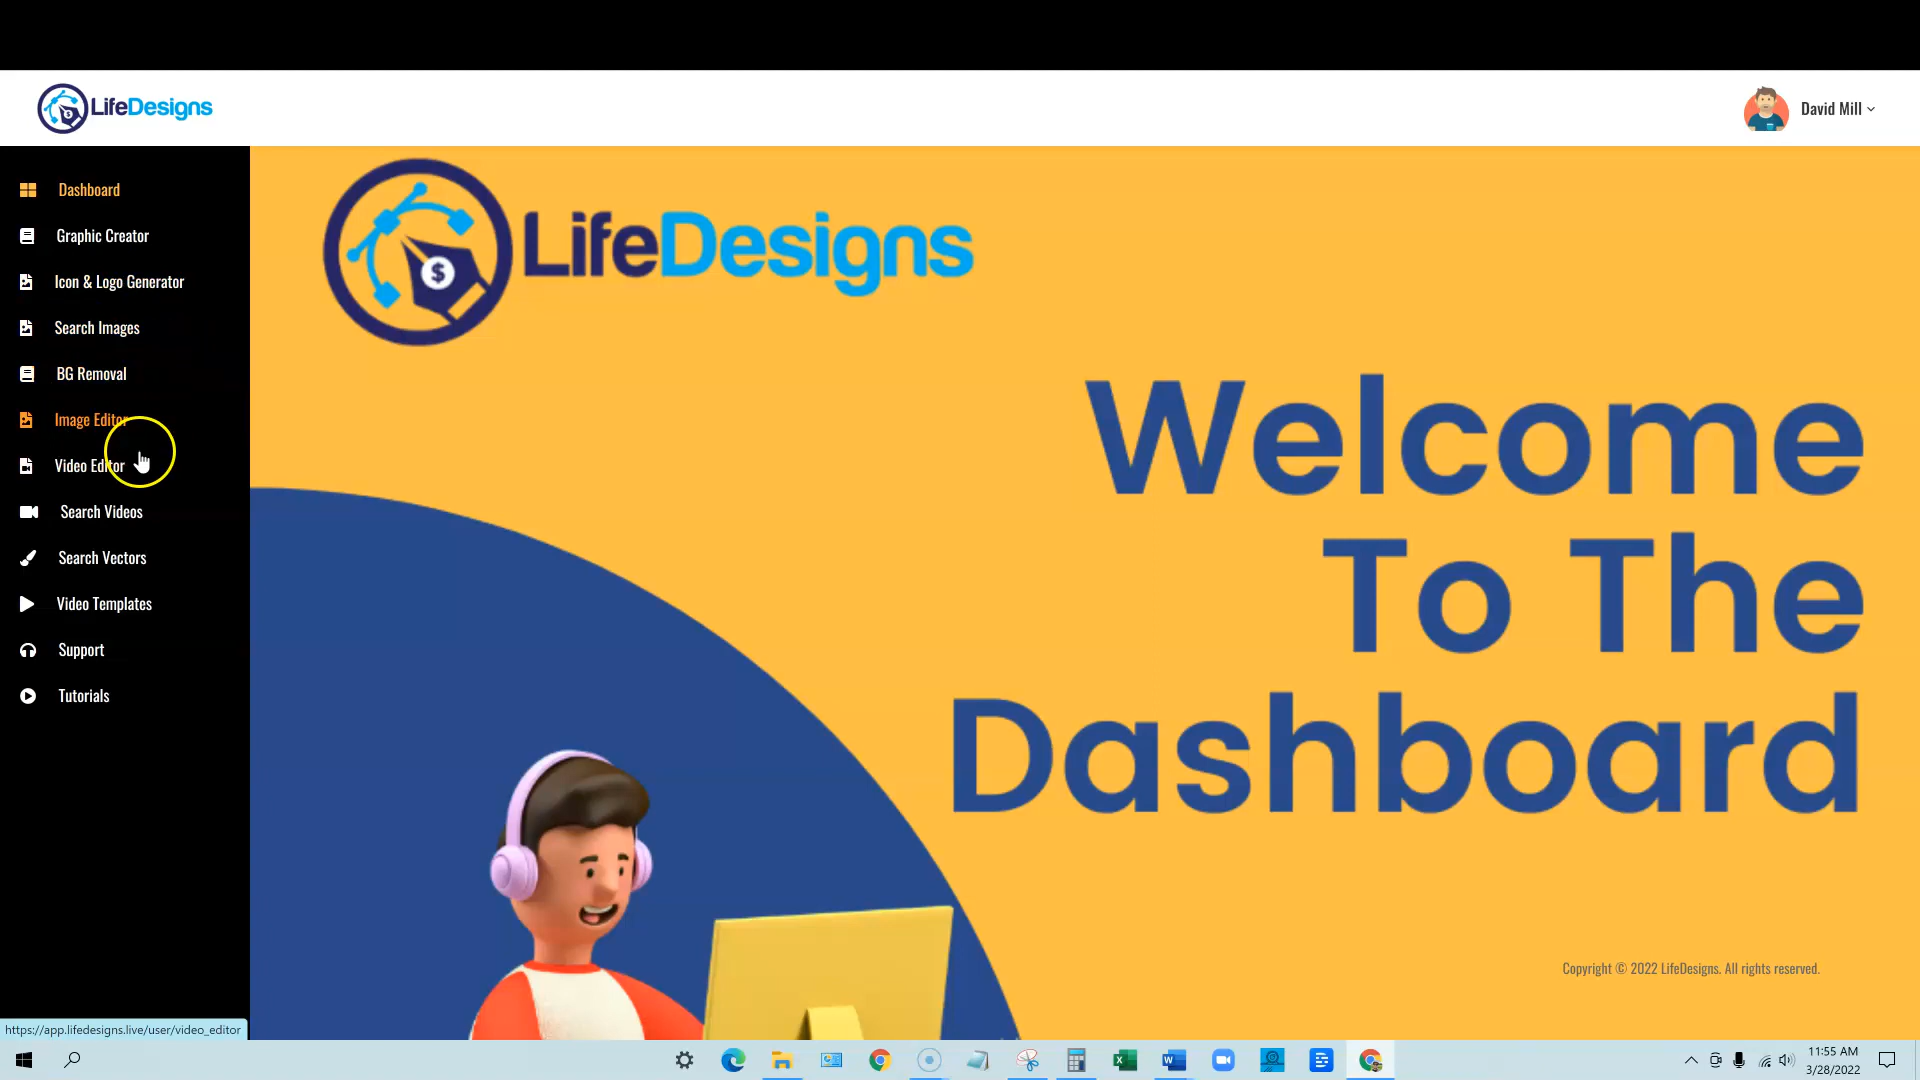 LifeDesigns
David Mill
Dashboard
Graphic Creator
Icon & Logo Generator
Search Images
BG Removal
Image Editor
Video Editor
Search Videos
Search Vectors
Video Templates
Support
Tutorials
$
LifeDesigns
Welcome
To The
Dashboard
Copyright © 2022 LifeDesigns. All rights reserved.
https://app.lifedesigns.live/user/video_editor
11:55 AM
3/28/2022